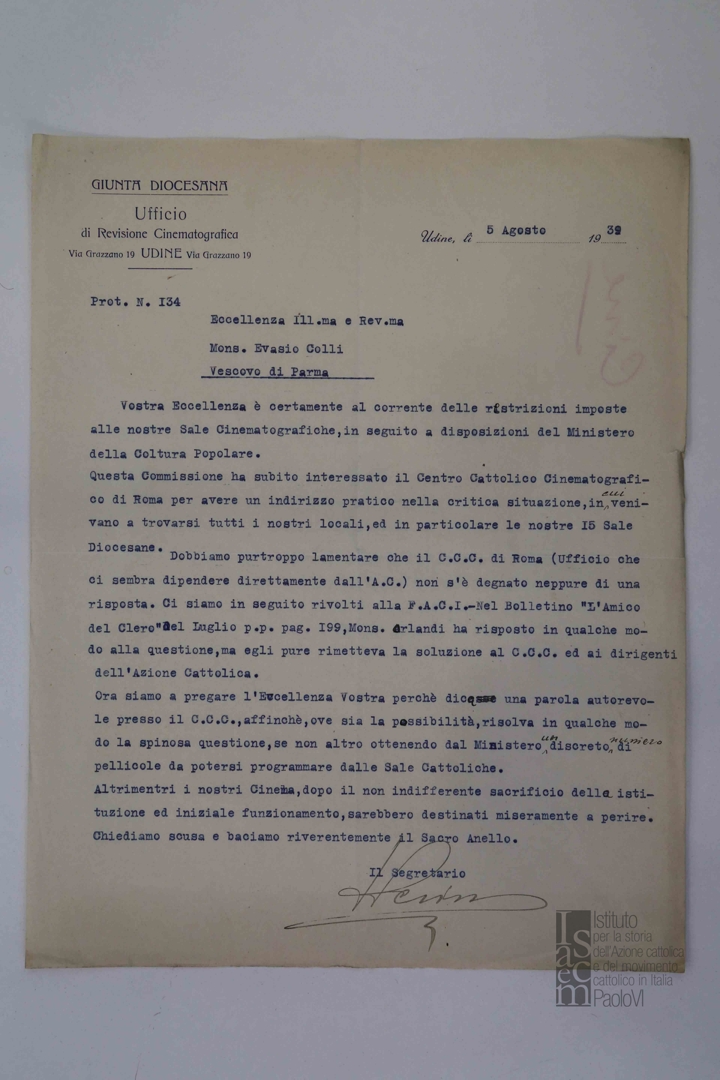 GIUNTA DIOCESANA
Ufficio
di Revisione Cinematografica
Via Grazzano 19 UDINE Via Grazzano 19
Udine, lì 5 Agosto 1939
Prot. N. I34
Eccellenza Ill.ma e Rev.ma
Mons. Evasio Colli
Vescovo di Parma
Vostra Eccellenza è certamente al corrente delle ristrizioni imposte
alle nostre Sale Cinematografiche,in seguito a disposizioni del Ministero
della Coltura Popolare.
Questa Commissione ha subito interessato il Centro Cattolico Cinematografi-
co di Roma per avere un indirizzo pratico nella critica situazione,in cui veni-
vano a trovarsi tutti i nostri locali,ed in particolare le nostre I5 Sale
Diocesane.
Dobbiamo purtroppo lamentare che il C.C.C. di Roma (Ufficio che
ci sembra dipendere direttamente dall'A.C.) non s'è degnato neppure di una
risposta. Ci siamo in seguito rivolti alla F.A.C.I.-Nel Bolletino "L'Amico
del Clero"del Luglio p.p. pag. I99,Mons. Orlandi ha risposto in qualche mo-
do alla questione,ma egli pure rimetteva la soluzione al C.C.C. ed ai dirigenti
dell'Azione Cattolica.
Ora siamo a pregare l'Eccellenza Vostra perchè dicesse una parola autorevo-
le presso il C.C.C.,affinchè,ove sia la possibilità,risolva in qualche mo-
do la spinosa questione,se non altro ottenendo dal Ministero un discreto numero di
pellicole da potersi programmare dalle Sale Cattoliche.
Altrimentri i nostri Cinema,dopo il non indifferente sacrificio della isti-
tuzione ed iniziale funzionamento,sarebbero destinati miseramente a perire.
Chiediamo scusa e baciamo riverentemente il Sacro Anello.
Il Segretario
Isacem
Istituto
per la storia
dell'Azione cattolica
e del movimento
cattolico in Italia
PaoloVI